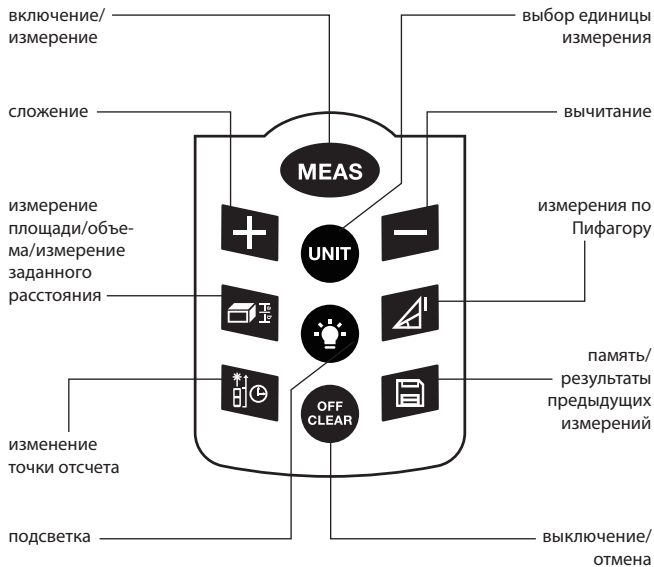 включение/
измерение
выбор единицы
измерения
сложение
вычитание
MEAS
измерение
площади/объе-
ма/измерение
заданного
расстояния
измерения по
Пифагору
UNIT
память/
результаты
предыдущих
измерений
OFF
CLEAR
изменение
точки отсчета
подсветка
выключение/
отмена